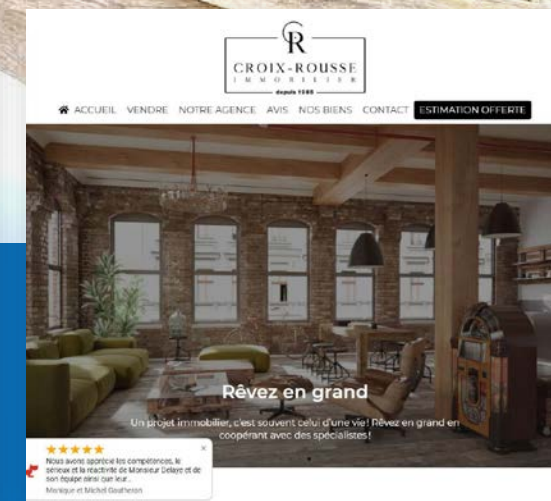 CR
CROIX-ROUSSE
IMMOBILIER
depuis 1985
ACCUEIL VENDRE NOTRE AGENCE AVIS NOS BIENS CONTACT ESTIMATION OFFERTE
Rêvez en grand
Un projet immobilier, c'est souvent celui d'une vie! Rêvez en grand en
coopérant avec des spécialistes!
Nous avons apprécié les compétences, le
sérieux et la réactivité de Monsieur Delaye et de
son équipe ainsi que leur...
Monique et Michel Gautheron